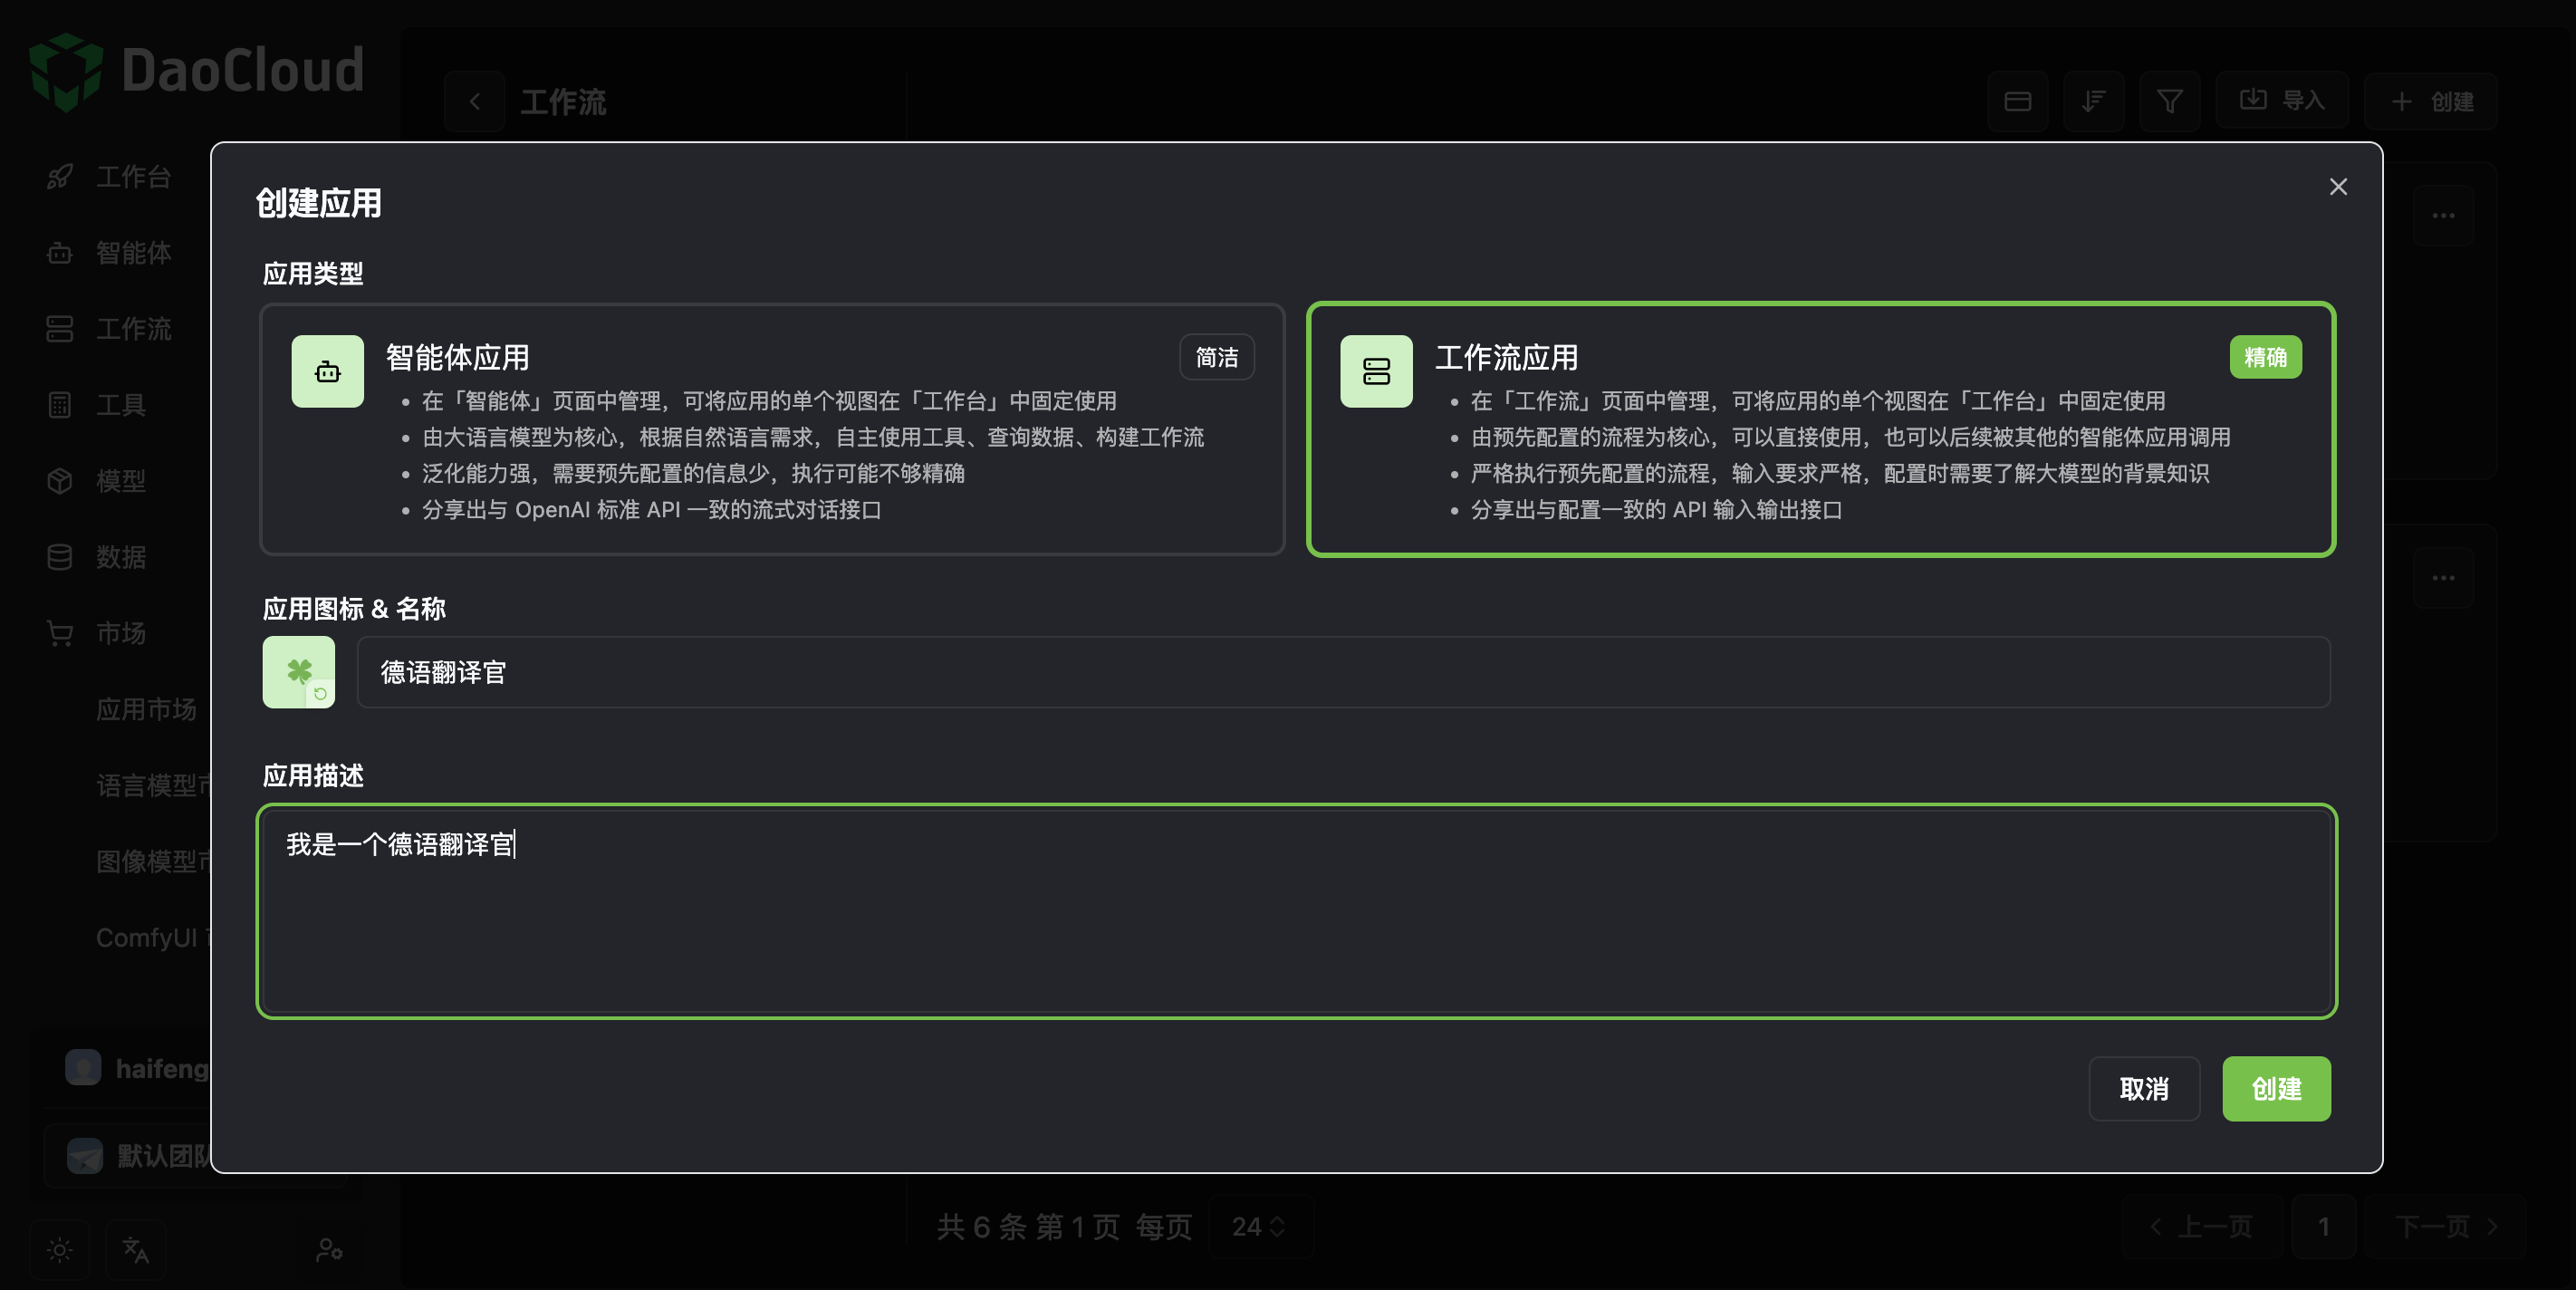 DaoCloud
工作流
导入
创建
工作台
智能体
工作流
工具
模型
数据
市场
应用市场
语言模型市
图像模型市
ComfyUI
haifeng
默认团队
创建应用
应用类型
智能体应用
简洁
在「智能体」页面中管理，可将应用的单个视图在「工作台」中固定使用
由大语言模型为核心，根据自然语言需求，自主使用工具、查询数据、构建工作流
泛化能力强，需要预先配置的信息少，执行可能不够精确
分享出与 OpenAI 标准 API 一致的流式对话接口
工作流应用
精确
在「工作流」页面中管理，可将应用的单个视图在「工作台」中固定使用
由预先配置的流程为核心，可以直接使用，也可以后续被其他的智能体应用调用
严格执行预先配置的流程，输入要求严格，配置时需要了解大模型的背景知识
分享出与配置一致的 API 输入输出接口
应用图标 & 名称
德语翻译官
应用描述
我是一个德语翻译官
取消
创建
共 6 条 第 1 页 每页
24
上一页
1
下一页